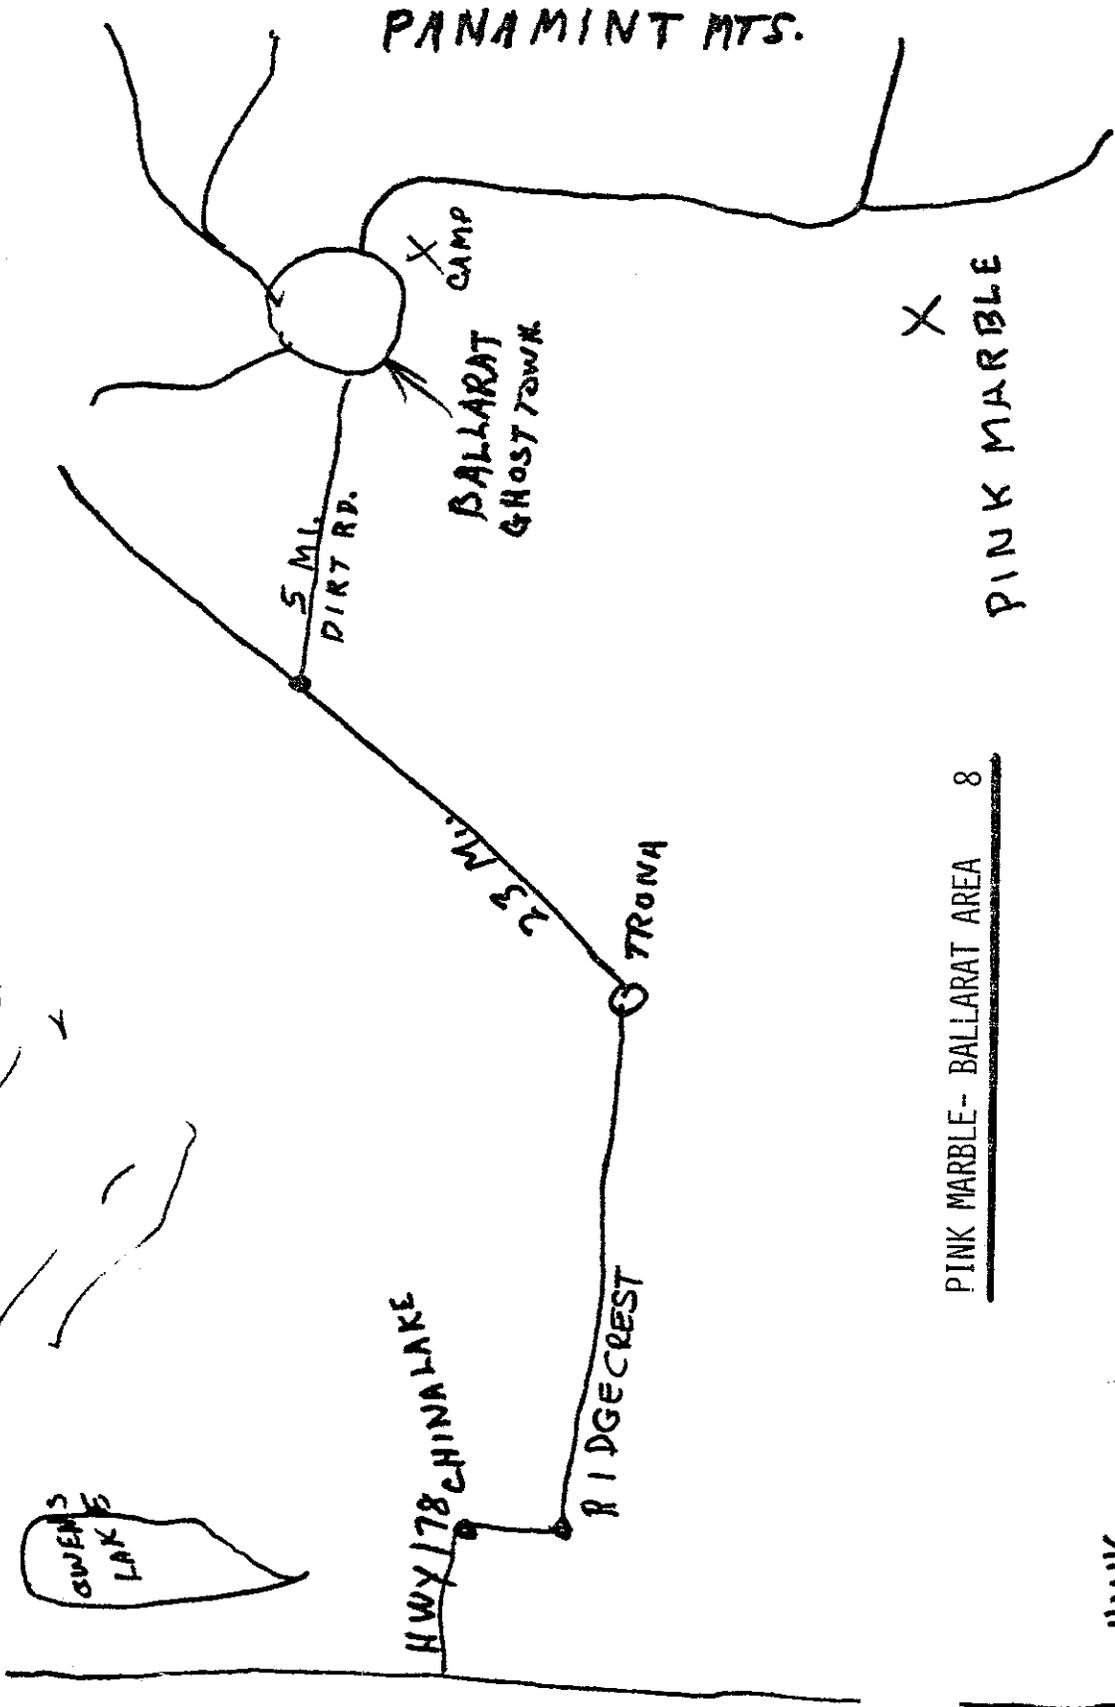 PANAMINT MTS.
CAMP
BALLARAT
GHOST TOWN
5 MI.
DIRT RD.
PINK MARBLE
23 MI.
TRONA
OWENS
LAKE
HWY 178
CHINA LAKE
RIDGECREST
PINK MARBLE- BALLARAT AREA 8